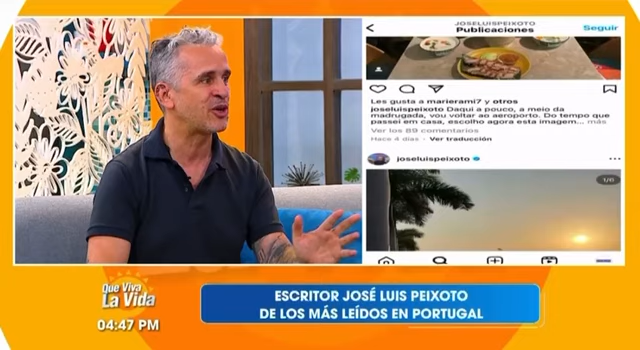 JOSELUISPEIXOTO
Publicaciones
Seguir
Les gusta a marierami7 y otros
joseluispeixoto Daqui a pouco, a meio da
madrugada, vou voltar ao aeroporto. Do tempo que
passei em casa, escolho agora esta imagem... más
Ver los 89 comentarios
Hace 4 días • Ver traducción
joseluispeixoto
1/6
Que Viva
La Vida
04:47 PM
ESCRITOR JOSÉ LUIS PEIXOTO
DE LOS MÁS LEÍDOS EN PORTUGAL